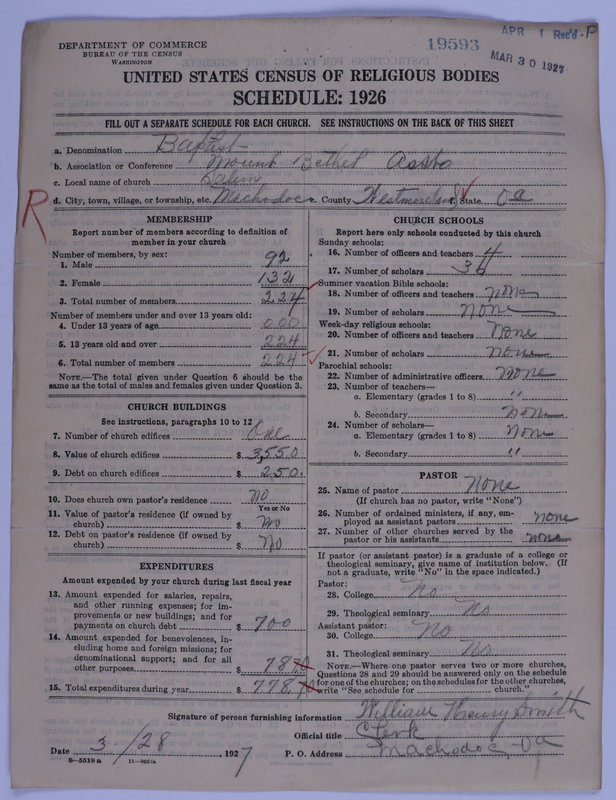 DEPARTMENT OF COMMERCE
BUREAU OF THE CENSUS
WASHINGTON
19593
APR 1 Rec'd - P
MAR 30 1927
UNITED STATES CENSUS OF RELIGIOUS BODIES
SCHEDULE: 1926
FILL OUT A SEPARATE SCHEDULE FOR EACH CHURCH. SEE INSTRUCTIONS ON THE BACK OF THIS SHEET
a. Denomination Baptist
b. Association or Conference Mount Bethel Asso
c. Local name of church Salem
d. City, town, village, or township, etc. Machodoc e. County Westmoreland f. State Va
R
MEMBERSHIP
Report number of members according to definition of
member in your church
Number of members, by sex:
1. Male 92
2. Female 132
3. Total number of members 224
Number of members under and over 13 years old:
4. Under 13 years of age 000
5. 13 years old and over 224
6. Total number of members 224
NOTE.—The total given under Question 6 should be the
same as the total of males and females given under Question 3.
CHURCH BUILDINGS
See instructions, paragraphs 10 to 12
7. Number of church edifices One
8. Value of church edifices $ 3,550
9. Debt on church edifices $ 250.
10. Does church own pastor's residence no
Yes or No
11. Value of pastor's residence (if owned by
church) $ No
12. Debt on pastor's residence (if owned by
church) $ No
EXPENDITURES
Amount expended by your church during last fiscal year
13. Amount expended for salaries, repairs,
and other running expenses; for im-
provements or new buildings; and for
payments on church debt $ 700
14. Amount expended for benevolences, in-
cluding home and foreign missions; for
denominational support; and for all
other purposes $ 78.70
15. Total expenditures during year $ 778.70
CHURCH SCHOOLS
Report here only schools conducted by this church
Sunday schools:
16. Number of officers and teachers 4
17. Number of scholars 36
Summer vacation Bible schools:
18. Number of officers and teachers none
19. Number of scholars none
Week-day religious schools:
20. Number of officers and teachers None
21. Number of scholars none
Parochial schools:
22. Number of administrative officers None
23. Number of teachers—
a. Elementary (grades 1 to 8) "
b. Secondary None
24. Number of scholars—
a. Elementary (grades 1 to 8) None
b. Secondary "
PASTOR
25. Name of pastor None
(If church has no pastor, write "None")
26. Number of ordained ministers, if any, em-
ployed as assistant pastors none
27. Number of other churches served by the
pastor or his assistants none
If pastor (or assistant pastor) is a graduate of a college or
theological seminary, give name of institution below. (If
not a graduate, write "No" in the space indicated.)
Pastor:
28. College No
29. Theological seminary No
Assistant pastor:
30. College No
31. Theological seminary No
NOTE.—Where one pastor serves two or more churches,
Questions 28 and 29 should be answered only on the schedule
for one of the churches; on the schedules for the other churches,
write "See schedule for church."
Signature of person furnishing information William Henry Smith
Official title Clerk
Date 3/28, 1927
P. O. Address Machodoc, Va
8—5518 a 11—9051a